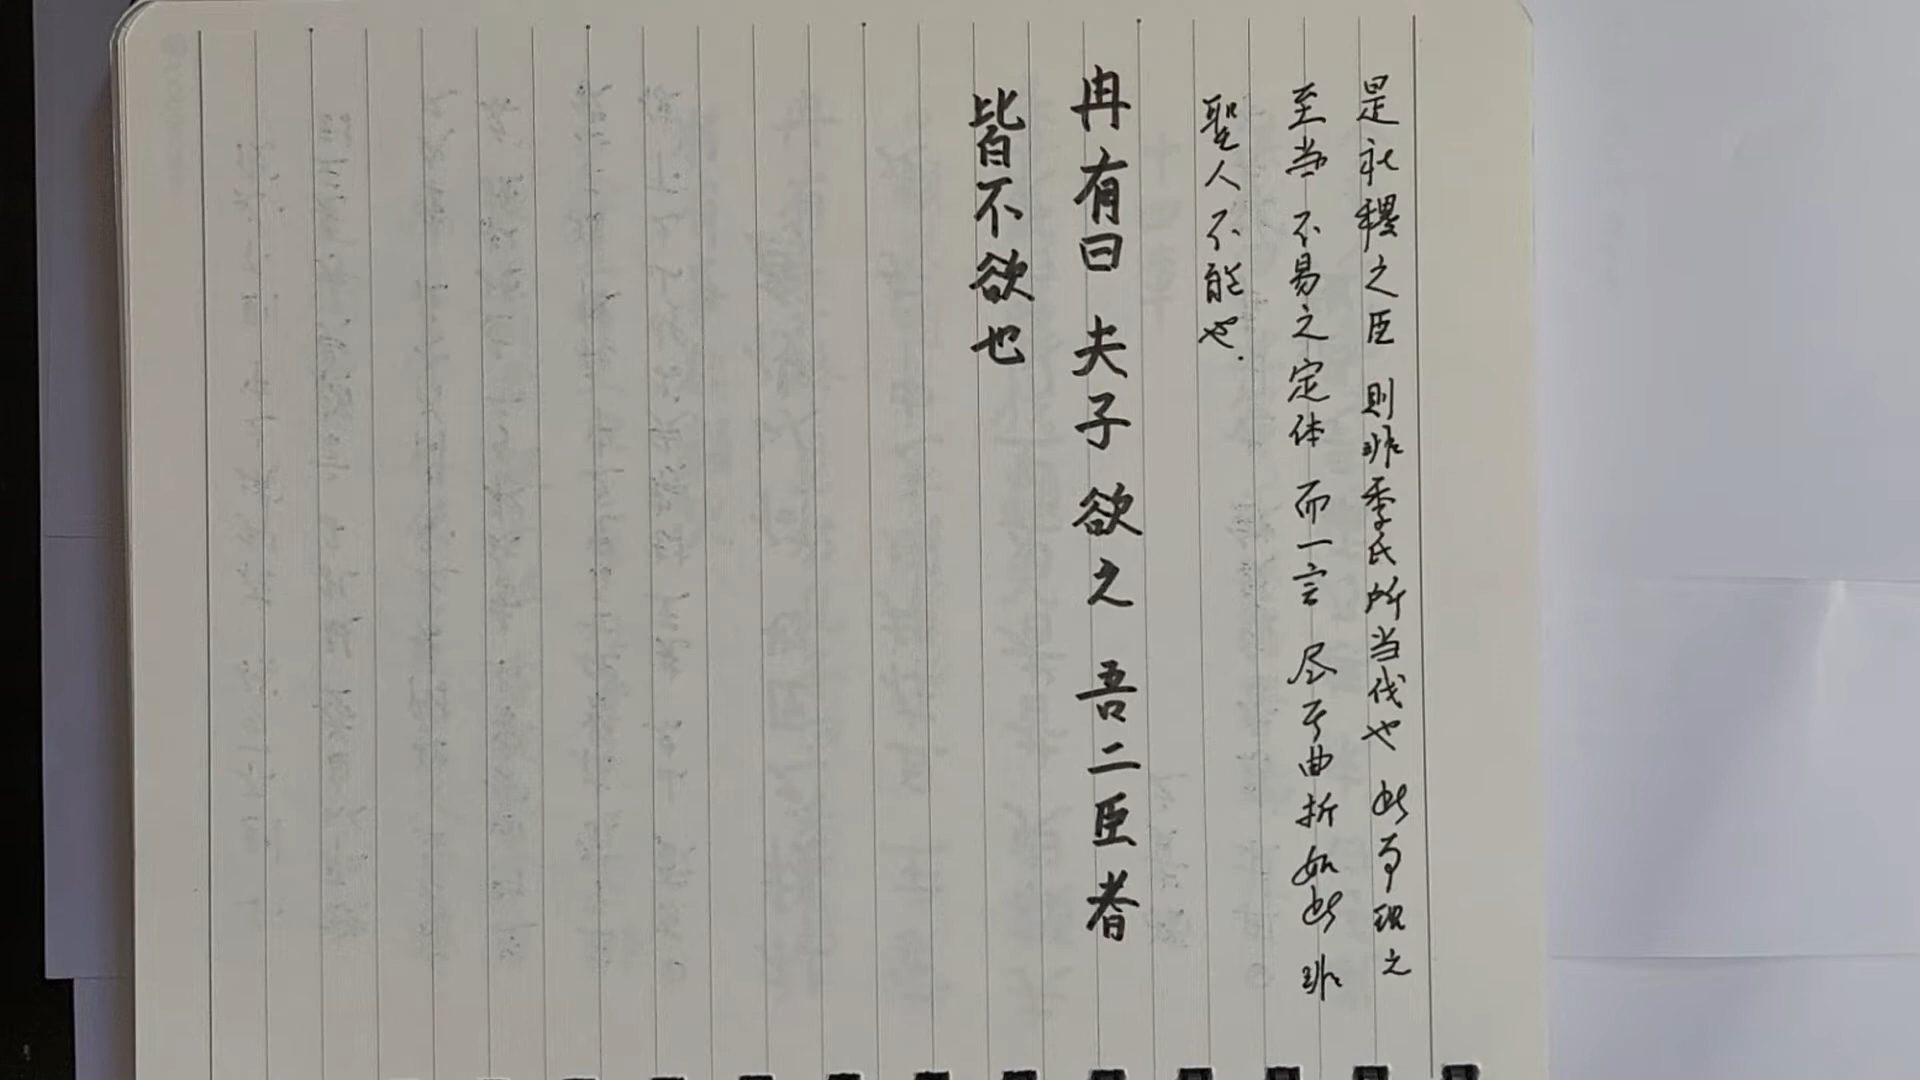 是社稷之臣 則非季氏所当伐也 此事理之
至当 不易之定体 而一言 尽其曲折如此 非
聖人不能也.
冉有曰 夫子欲之 吾二臣者
皆不欲也